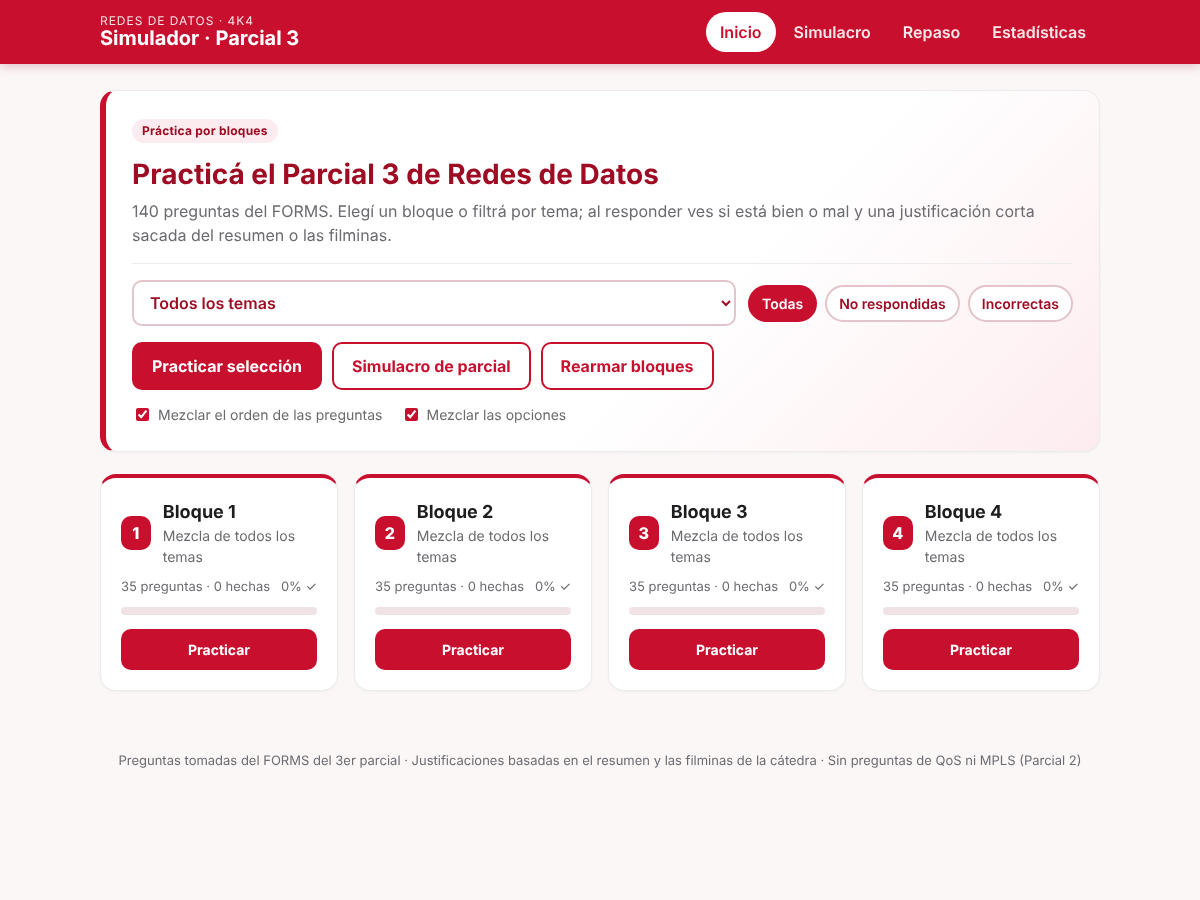 REDES DE DATOS · 4K4
Simulador · Parcial 3
Inicio
Simulacro
Repaso
Estadísticas
Práctica por bloques
Practicá el Parcial 3 de Redes de Datos
140 preguntas del FORMS. Elegí un bloque o filtrá por tema; al responder ves si está bien o mal y una justificación corta
sacada del resumen o las filminas.
Todos los temas
Todas
No respondidas
Incorrectas
Practicar selección
Simulacro de parcial
Rearmar bloques
Mezclar el orden de las preguntas
Mezclar las opciones
1
Bloque 1
Mezcla de todos los
temas
35 preguntas · 0 hechas 0% ✓
Practicar
2
Bloque 2
Mezcla de todos los
temas
35 preguntas · 0 hechas 0% ✓
Practicar
3
Bloque 3
Mezcla de todos los
temas
35 preguntas · 0 hechas 0% ✓
Practicar
4
Bloque 4
Mezcla de todos los
temas
35 preguntas · 0 hechas 0% ✓
Practicar
Preguntas tomadas del FORMS del 3er parcial · Justificaciones basadas en el resumen y las filminas de la cátedra · Sin preguntas de QoS ni MPLS (Parcial 2)